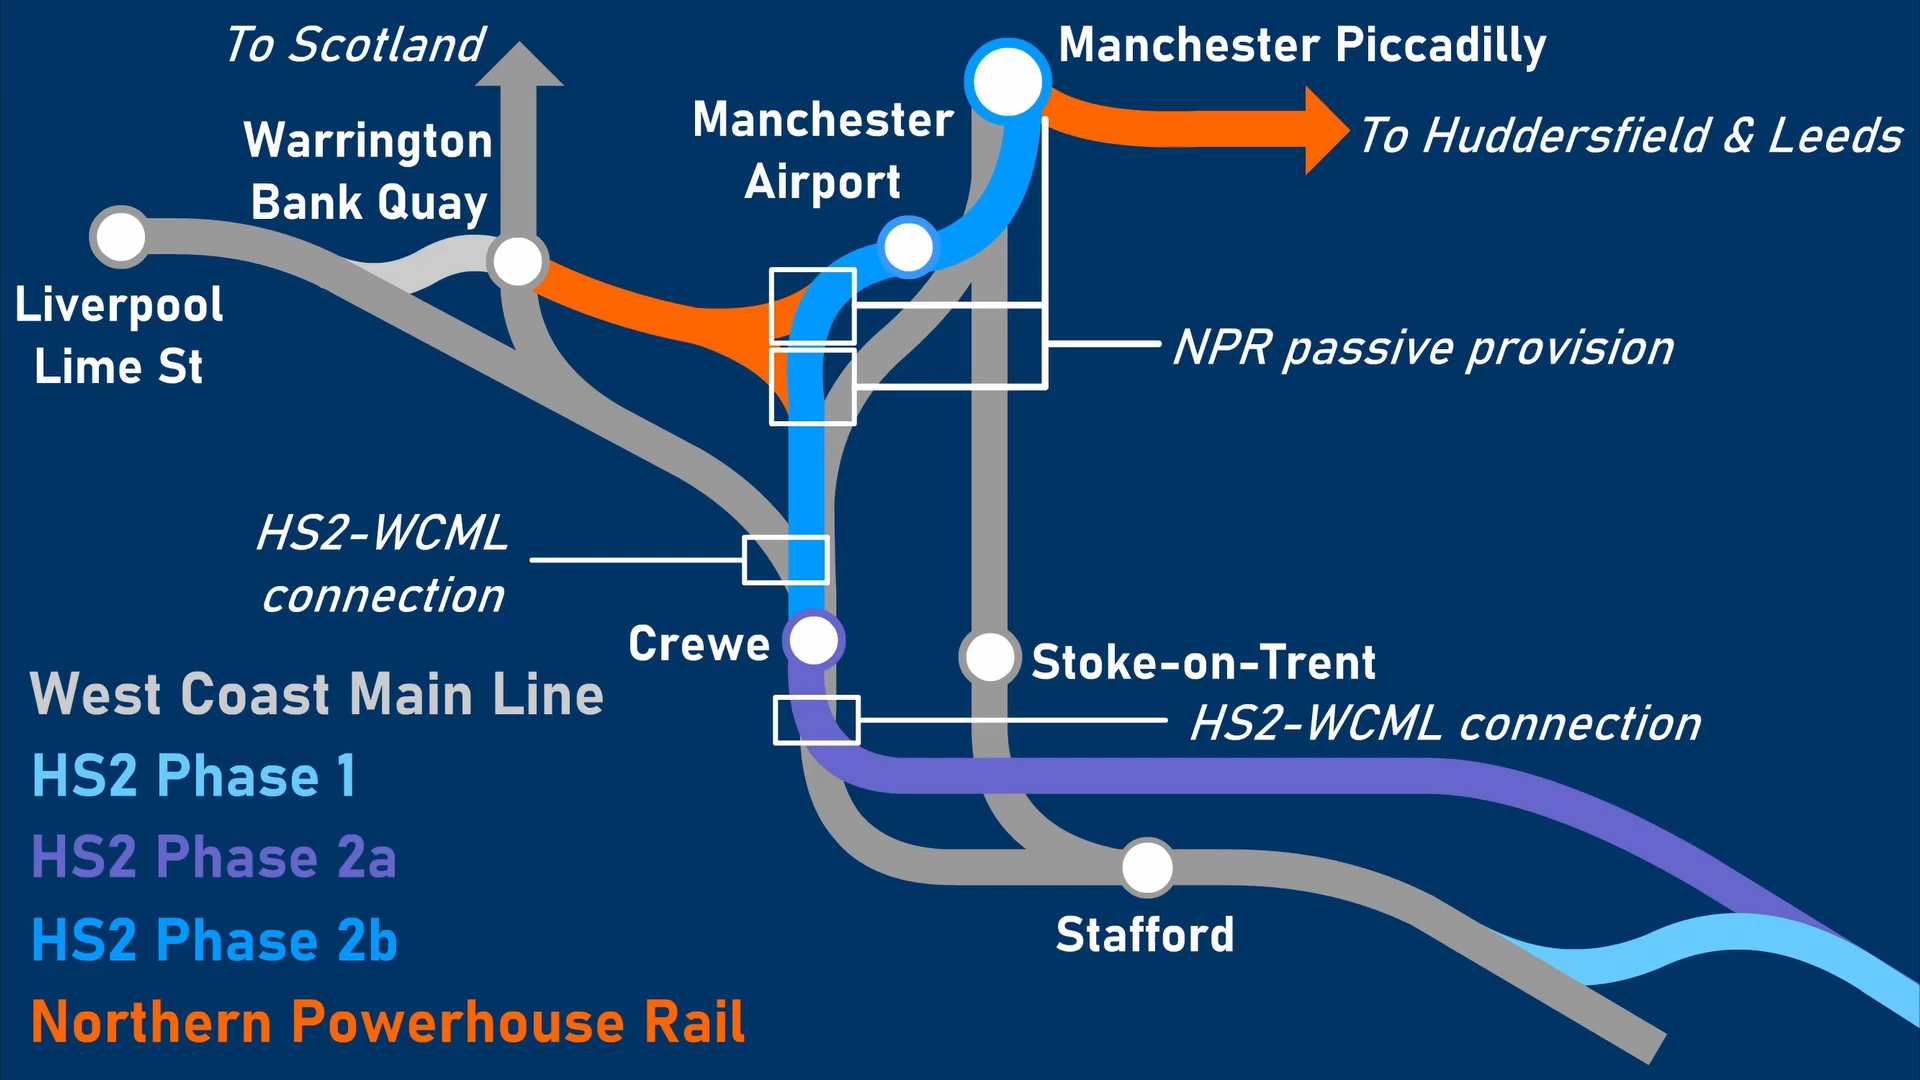 To Scotland
Manchester Piccadilly
Warrington
Bank Quay
Manchester
Airport
To Huddersfield & Leeds
Liverpool
Lime St
NPR passive provision
HS2-WCML
connection
Crewe
Stoke-on-Trent
HS2-WCML connection
Stafford
West Coast Main Line
HS2 Phase 1
HS2 Phase 2a
HS2 Phase 2b
Northern Powerhouse Rail